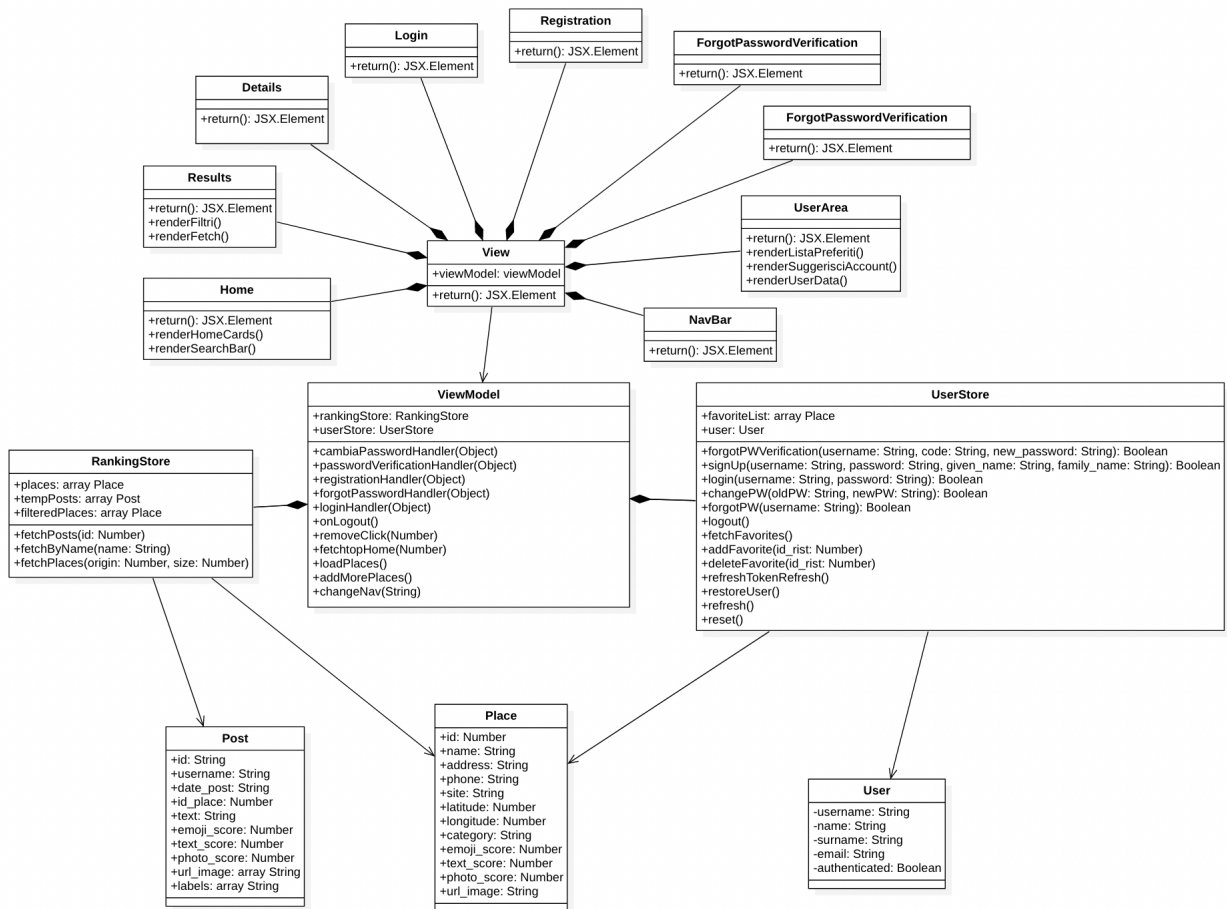 Registration
+return(): JSX.Element
Login
+return(): JSX.Element
ForgotPasswordVerification
+return(): JSX.Element
Details
+return(): JSX.Element
ForgotPasswordVerification
+return(): JSX.Element
Results
+return(): JSX.Element
+renderFiltri()
+renderFetch()
UserArea
+return(): JSX.Element
+renderListaPreferiti()
+renderSuggerisciAccount()
+renderUserData()
View
+viewModel: viewModel
+return(): JSX.Element
Home
+return(): JSX.Element
+renderHomeCards()
+renderSearchBar()
NavBar
+return(): JSX.Element
ViewModel
+rankingStore: RankingStore
+userStore: UserStore
+cambiaPasswordHandler(Object)
+passwordVerificationHandler(Object)
+registrationHandler(Object)
+forgotPasswordHandler(Object)
+loginHandler(Object)
+onLogout()
+removeClick(Number)
+fetchtopHome(Number)
+loadPlaces()
+addMorePlaces()
+changeNav(String)
UserStore
+favoriteList: array Place
+user: User
+forgotPWVerification(username: String, code: String, new_password: String): Boolean
+signUp(username: String, password: String, given_name: String, family_name: String): Boolean
+login(username: String, password: String): Boolean
+changePW(oldPW: String, newPW: String): Boolean
+forgotPW(username: String): Boolean
+logout()
+fetchFavorites()
+addFavorite(id_rist: Number)
+deleteFavorite(id_rist: Number)
+refreshTokenRefresh()
+restoreUser()
+refresh()
+reset()
RankingStore
+places: array Place
+tempPosts: array Post
+filteredPlaces: array Place
+fetchPosts(id: Number)
+fetchByName(name: String)
+fetchPlaces(origin: Number, size: Number)
Post
+id: String
+username: String
+date_post: String
+id_place: Number
+text: String
+emoji_score: Number
+text_score: Number
+photo_score: Number
+url_image: array String
+labels: array String
Place
+id: Number
+name: String
+address: String
+phone: String
+site: String
+latitude: Number
+longitude: Number
+category: String
+emoji_score: Number
+text_score: Number
+photo_score: Number
+url_image: String
User
-username: String
-name: String
-surname: String
-email: String
-authenticated: Boolean